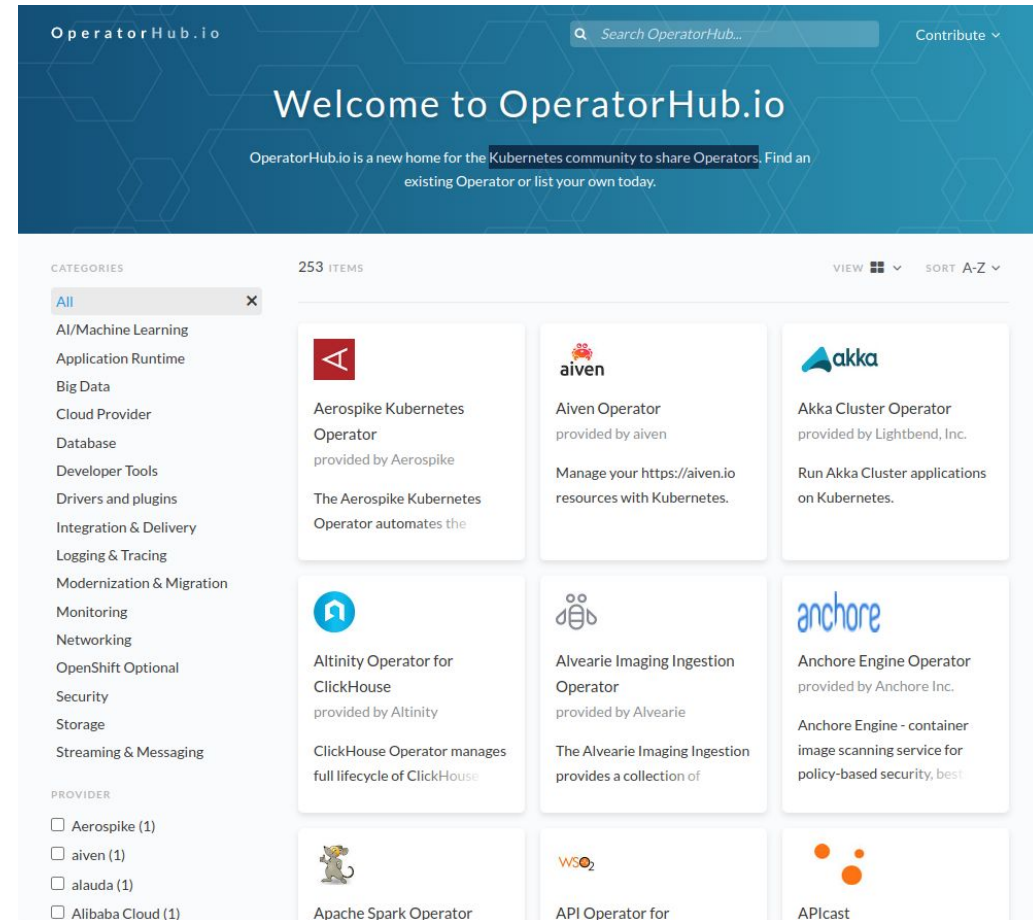 OperatorHub.io
Search OperatorHub...
Contribute
Welcome to OperatorHub.io
OperatorHub.io is a new home for the Kubernetes community to share Operators. Find an
existing Operator or list your own today.
CATEGORIES
All
AI/Machine Learning
Application Runtime
Big Data
Cloud Provider
Database
Developer Tools
Drivers and plugins
Integration & Delivery
Logging & Tracing
Modernization & Migration
Monitoring
Networking
OpenShift Optional
Security
Storage
Streaming & Messaging
PROVIDER
Aerospike (1)
aiven (1)
alauda (1)
Alibaba Cloud (1)
253 ITEMS
VIEW
SORT A-Z
Aerospike Kubernetes
Operator
provided by Aerospike
The Aerospike Kubernetes
Operator automates the
aiven
Aiven Operator
provided by aiven
Manage your https://aiven.io
resources with Kubernetes.
akka
Akka Cluster Operator
provided by Lightbend, Inc.
Run Akka Cluster applications
on Kubernetes.
Altinity Operator for
ClickHouse
provided by Altinity
ClickHouse Operator manages
full lifecycle of ClickHouse
Alvearie Imaging Ingestion
Operator
provided by Alvearie
The Alvearie Imaging Ingestion
provides a collection of
anchore
Anchore Engine Operator
provided by Anchore Inc.
Anchore Engine - container
image scanning service for
policy-based security, best
Apache Spark Operator
WSO2
API Operator for
APIcast